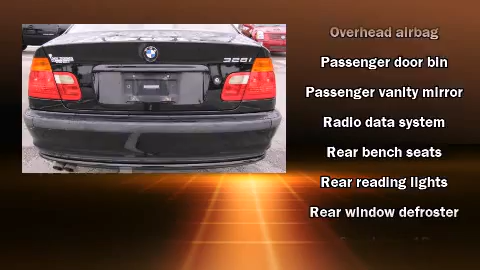 Overhead airbag
Passenger door bin
Passenger vanity mirror
Radio data system
Rear bench seats
Rear reading lights
Rear window defroster
328i